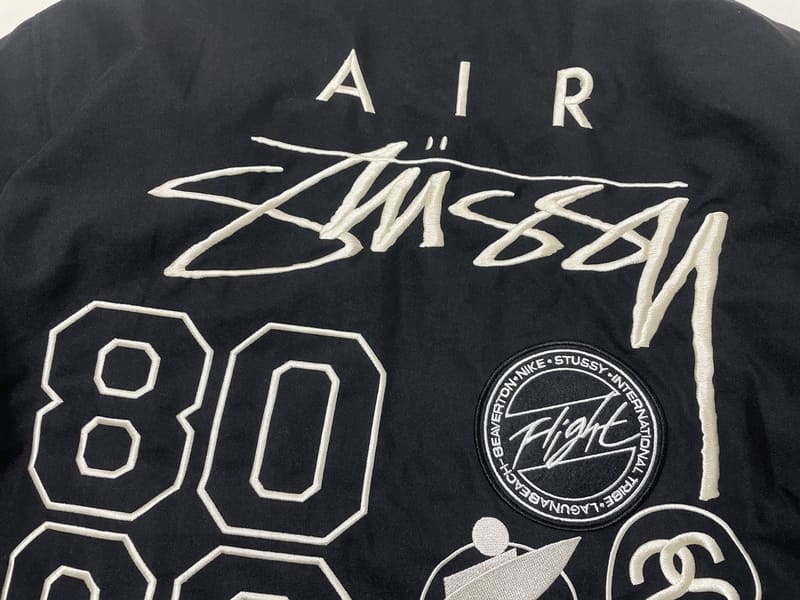 AIR
Stüssy
80
BEAVERTON•NIKE•STUSSY•INTERNATIONAL TRIBE•LAGUNABEACH•
Flight